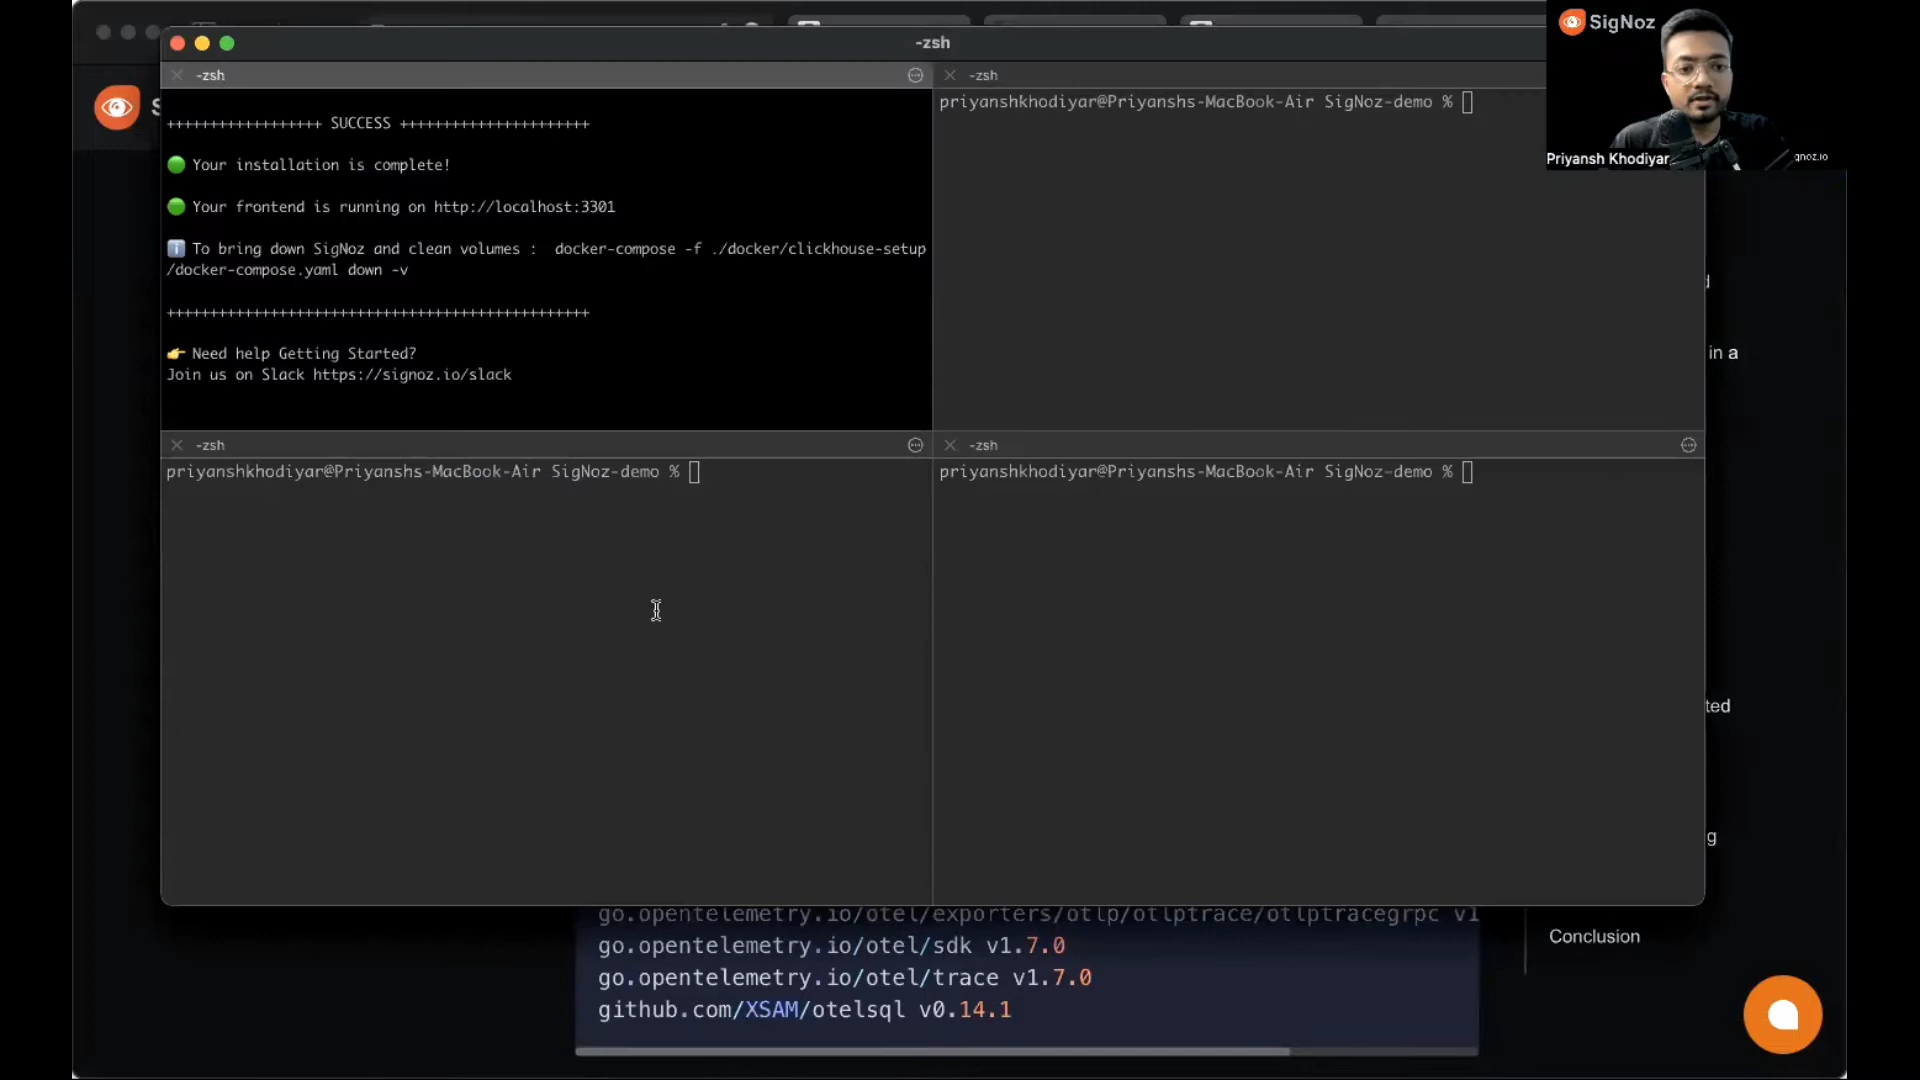 -zsh
SigNoz
-zsh
-zsh
++++++++++++++++++ SUCCESS ++++++++++++++++++++++
Your installation is complete!
Your frontend is running on http://localhost:3301
To bring down SigNoz and clean volumes :  docker-compose -f ./docker/clickhouse-setup
/docker-compose.yaml down -v
+++++++++++++++++++++++++++++++++++++++++++++++++
Need help Getting Started?
Join us on Slack https://signoz.io/slack
priyanshkhodiyar@Priyanshs-MacBook-Air SigNoz-demo %
Priyansh Khodiyar
gnoz.io
in a
-zsh
-zsh
priyanshkhodiyar@Priyanshs-MacBook-Air SigNoz-demo %
priyanshkhodiyar@Priyanshs-MacBook-Air SigNoz-demo %
ted
g
go.opentelemetry.io/otel/exporters/otlp/otlptrace/otlptracegrpc v1
go.opentelemetry.io/otel/sdk v1.7.0
go.opentelemetry.io/otel/trace v1.7.0
github.com/XSAM/otelsql v0.14.1
Conclusion